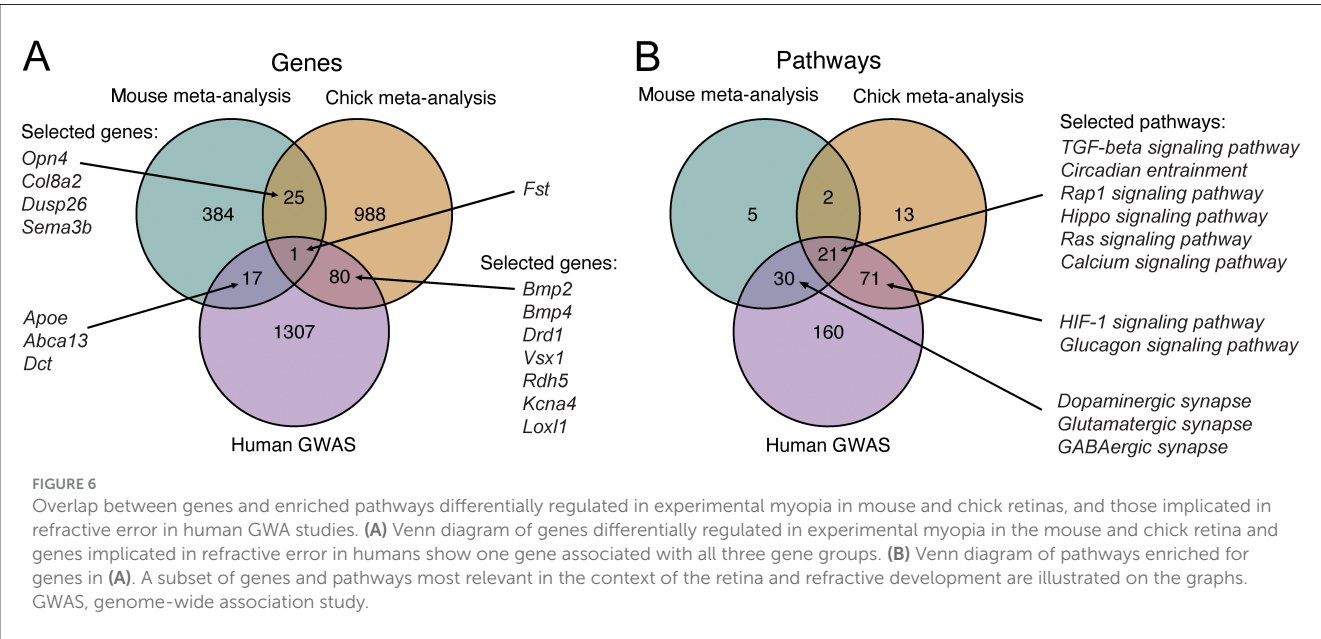 A
Genes
Mouse meta-analysis
Chick meta-analysis
Selected genes:
Opn4
Col8a2
Dusp26
Sema3b
25
384
988
Fst
1
17
80
1307
Apoe
Abca13
Dct
Selected genes:
Bmp2
Bmp4
Drd1
Vsx1
Rdh5
Kcna4
Loxl1
Human GWAS
B
Pathways
Mouse meta-analysis
Chick meta-analysis
2
5
13
21
30
71
160
Selected pathways:
TGF-beta signaling pathway
Circadian entrainment
Rap1 signaling pathway
Hippo signaling pathway
Ras signaling pathway
Calcium signaling pathway
HIF-1 signaling pathway
Glucagon signaling pathway
Dopaminergic synapse
Glutamatergic synapse
GABAergic synapse
Human GWAS
FIGURE 6
Overlap between genes and enriched pathways differentially regulated in experimental myopia in mouse and chick retinas, and those implicated in
refractive error in human GWA studies. (A) Venn diagram of genes differentially regulated in experimental myopia in the mouse and chick retina and
genes implicated in refractive error in humans show one gene associated with all three gene groups. (B) Venn diagram of pathways enriched for
genes in (A). A subset of genes and pathways most relevant in the context of the retina and refractive development are illustrated on the graphs.
GWAS, genome-wide association study.